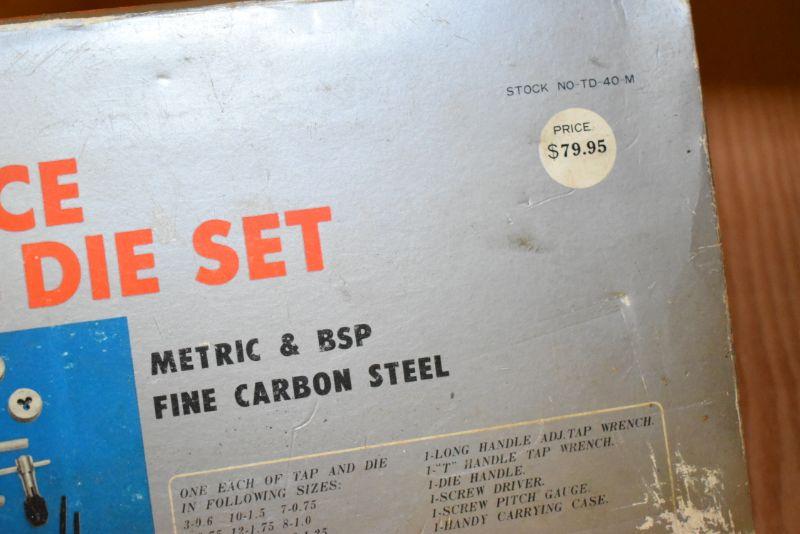 STOCK NO-TD-40-M
PRICE
$79.95
CE
DIE SET
METRIC & BSP
FINE CARBON STEEL
ONE EACH OF TAP AND DIE
IN FOLLOWING SIZES:
3-0.6 10-1.5 7-0.75
12-1.75 8-1.0
1-LONG HANDLE ADJ.TAP WRENCH.
1-"T" HANDLE TAP WRENCH.
1-DIE HANDLE.
1-SCREW DRIVER.
1-SCREW PITCH GAUGE.
1-HANDY CARRYING CASE.